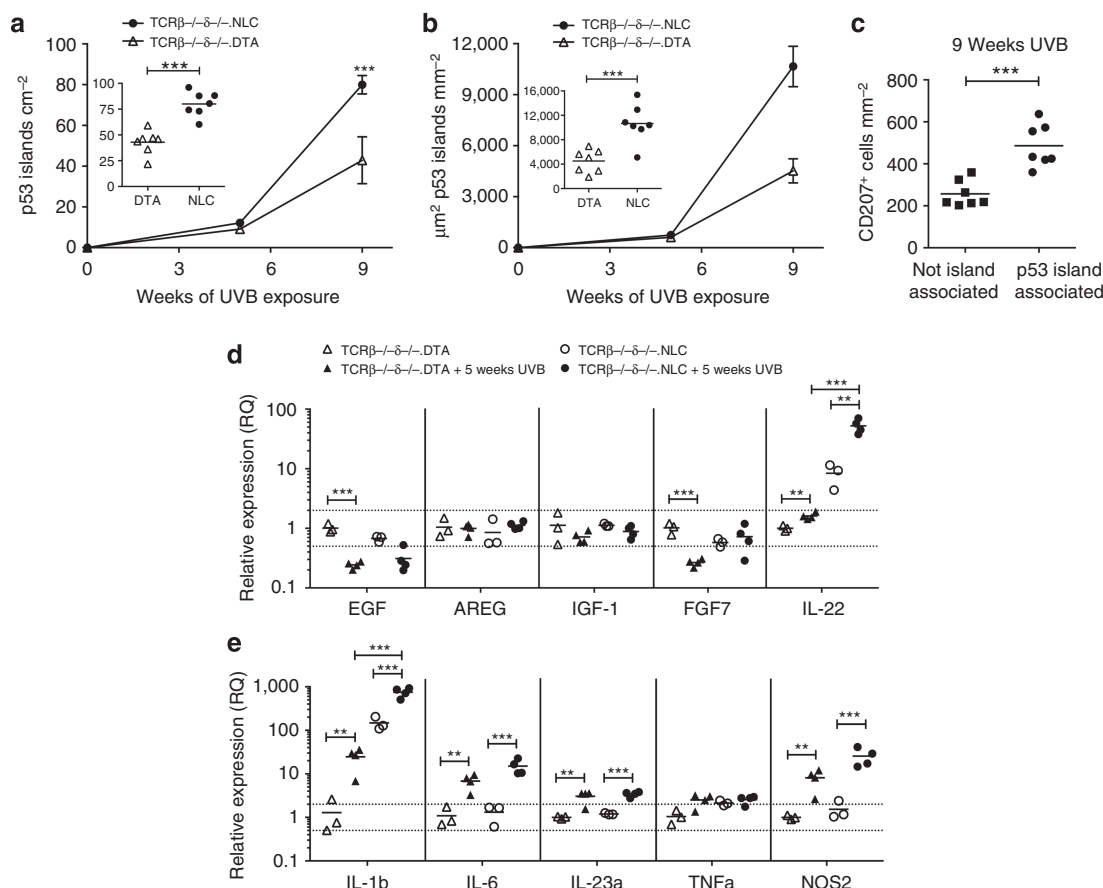 a
TCRβ–/–δ–/–.NLC
TCRβ–/–δ–/–.DTA
p53 islands cm⁻²
100
80
60
40
20
0
***
100
75
50
25
0
DTA NLC
***
0 3 6 9
Weeks of UVB exposure
b
TCRβ–/–δ–/–.NLC
TCRβ–/–δ–/–.DTA
μm² p53 islands mm⁻²
12,000
9,000
6,000
3,000
0
***
16,000
12,000
8,000
4,000
0
DTA NLC
0 3 6 9
Weeks of UVB exposure
c
9 Weeks UVB
***
CD207⁺ cells mm⁻²
800
600
400
200
0
Not island associated
p53 island associated
d
TCRβ–/–δ–/–.DTA
TCRβ–/–δ–/–.NLC
TCRβ–/–δ–/–.DTA + 5 weeks UVB
TCRβ–/–δ–/–.NLC + 5 weeks UVB
Relative expression (RQ)
100
10
1
0.1
***
***
**
***
**
EGF AREG IGF-1 FGF7 IL-22
e
Relative expression (RQ)
1,000
100
10
1
0.1
***
***
**
**
***
**
***
**
***
IL-1b IL-6 IL-23a TNFa NOS2